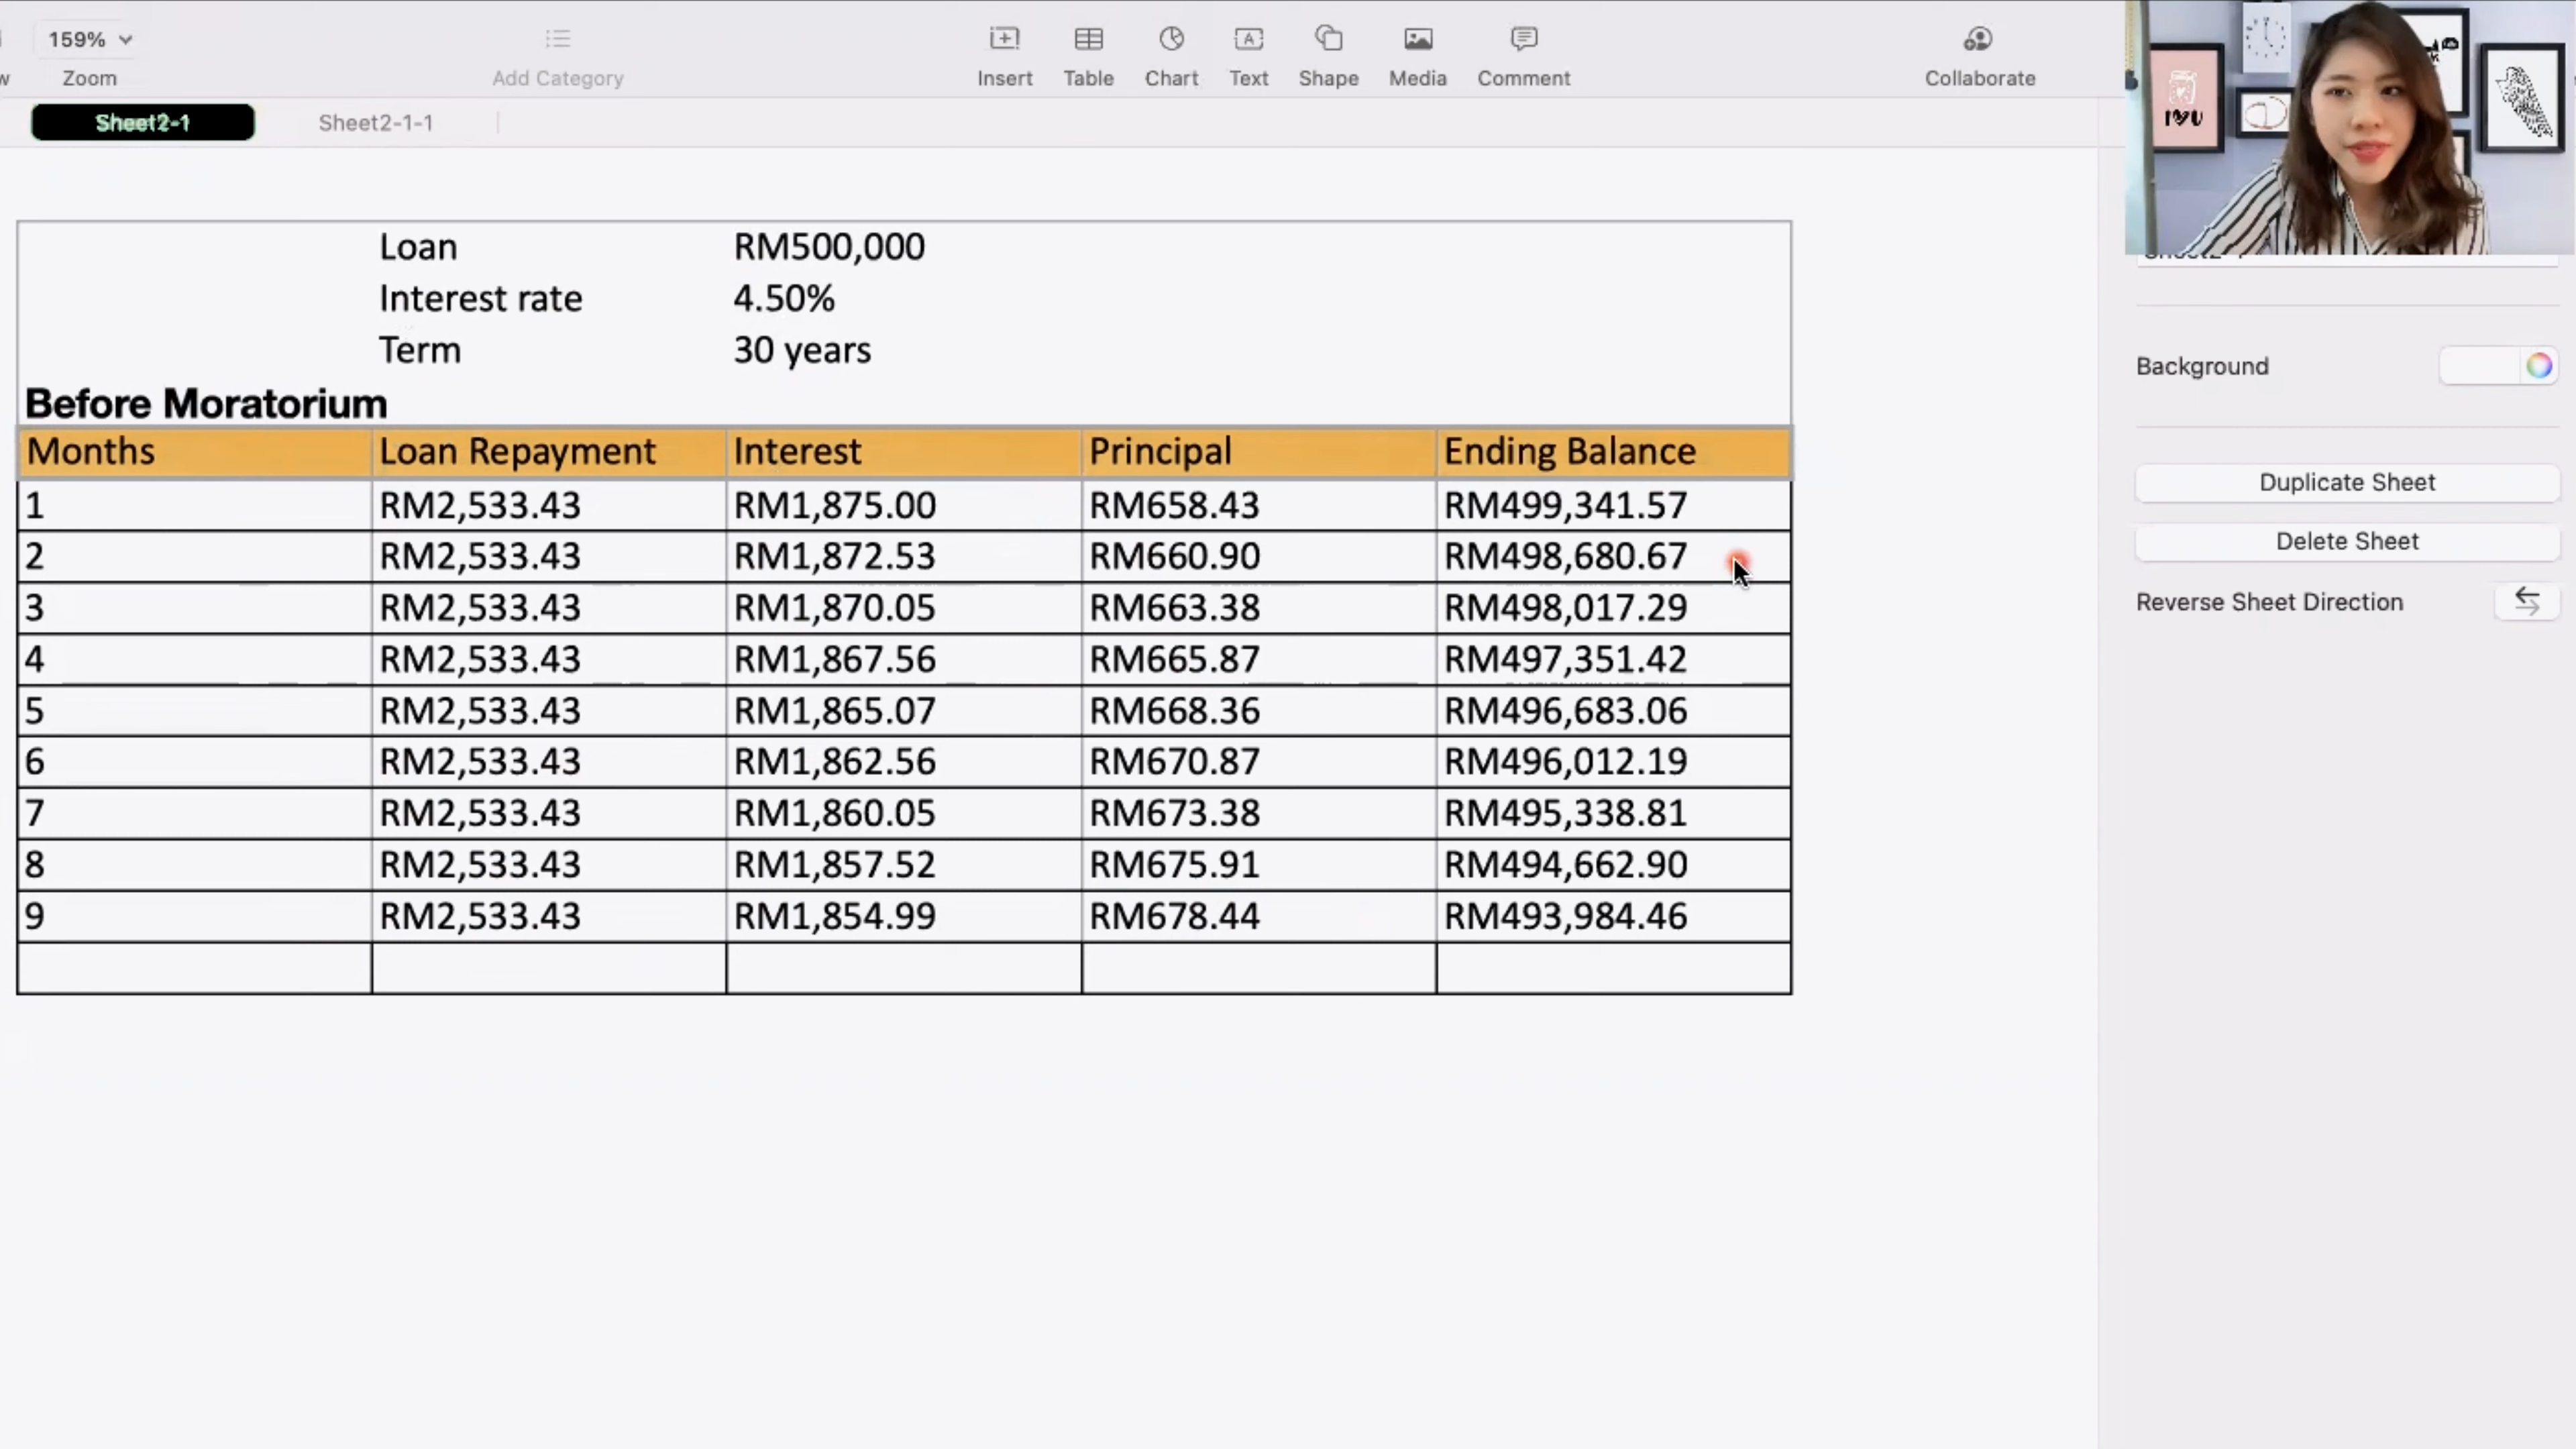 159%
Zoom
Add Category
Insert
Table
Chart
Text
Shape
Media
Comment
Collaborate
Sheet2-1
Sheet2-1-1
I♥U
Loan RM500,000
Interest rate 4.50%
Term 30 years
Before Moratorium
Months Loan Repayment Interest Principal Ending Balance
1 RM2,533.43 RM1,875.00 RM658.43 RM499,341.57
2 RM2,533.43 RM1,872.53 RM660.90 RM498,680.67
3 RM2,533.43 RM1,870.05 RM663.38 RM498,017.29
4 RM2,533.43 RM1,867.56 RM665.87 RM497,351.42
5 RM2,533.43 RM1,865.07 RM668.36 RM496,683.06
6 RM2,533.43 RM1,862.56 RM670.87 RM496,012.19
7 RM2,533.43 RM1,860.05 RM673.38 RM495,338.81
8 RM2,533.43 RM1,857.52 RM675.91 RM494,662.90
9 RM2,533.43 RM1,854.99 RM678.44 RM493,984.46
Background
Duplicate Sheet
Delete Sheet
Reverse Sheet Direction